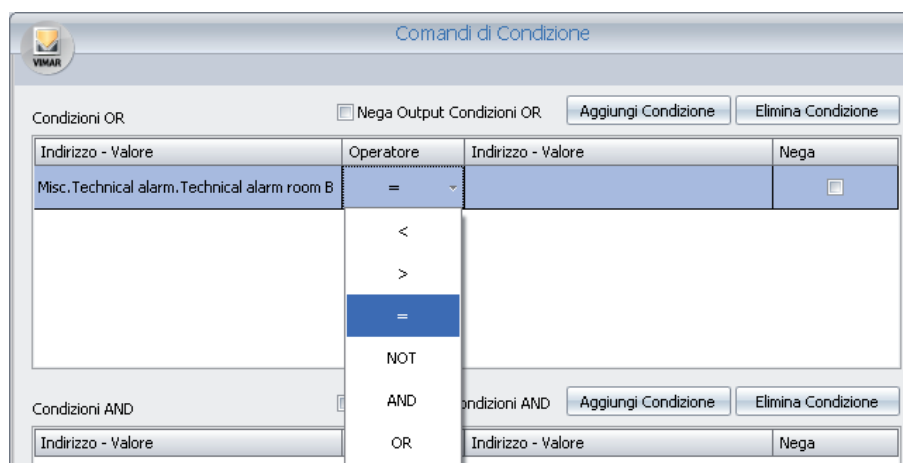 Comandi di Condizione
VIMAR
Condizioni OR Nega Output Condizioni OR Aggiungi Condizione Elimina Condizione
Indirizzo - Valore Operatore Indirizzo - Valore Nega
Misc.Technical alarm.Technical alarm room B =
<
>
=
NOT
AND
OR
Condizioni AND ondizioni AND Aggiungi Condizione Elimina Condizione
Indirizzo - Valore Indirizzo - Valore Nega